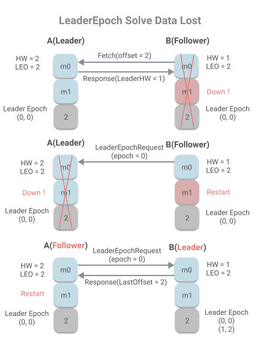 LeaderEpoch Solve Data Lost
A(Leader)
B(Follower)
HW = 2
LEO = 2
m0
m1
2
Leader Epoch
(0, 0)
Fetch(offset = 2)
Response(LeaderHW = 1)
m0
m1
2
HW = 1
LEO = 2
Down !
Leader Epoch
(0, 0)
A(Leader)
B(Follower)
HW = 2
LEO = 2
Down !
Leader Epoch
(0, 0)
m0
m1
2
LeaderEpochRequest
(epoch = 0)
m0
m1
2
HW = 1
LEO = 2
Restart
Leader Epoch
(0, 0)
A(Follower)
B(Leader)
HW = 2
LEO = 2
Restart
Leader Epoch
(0, 0)
m0
m1
2
LeaderEpochRequest
(epoch = 0)
Response(LastOffset = 2)
m0
m1
2
HW = 1
LEO = 2
Leader Epoch
(0, 0)
(1, 2)